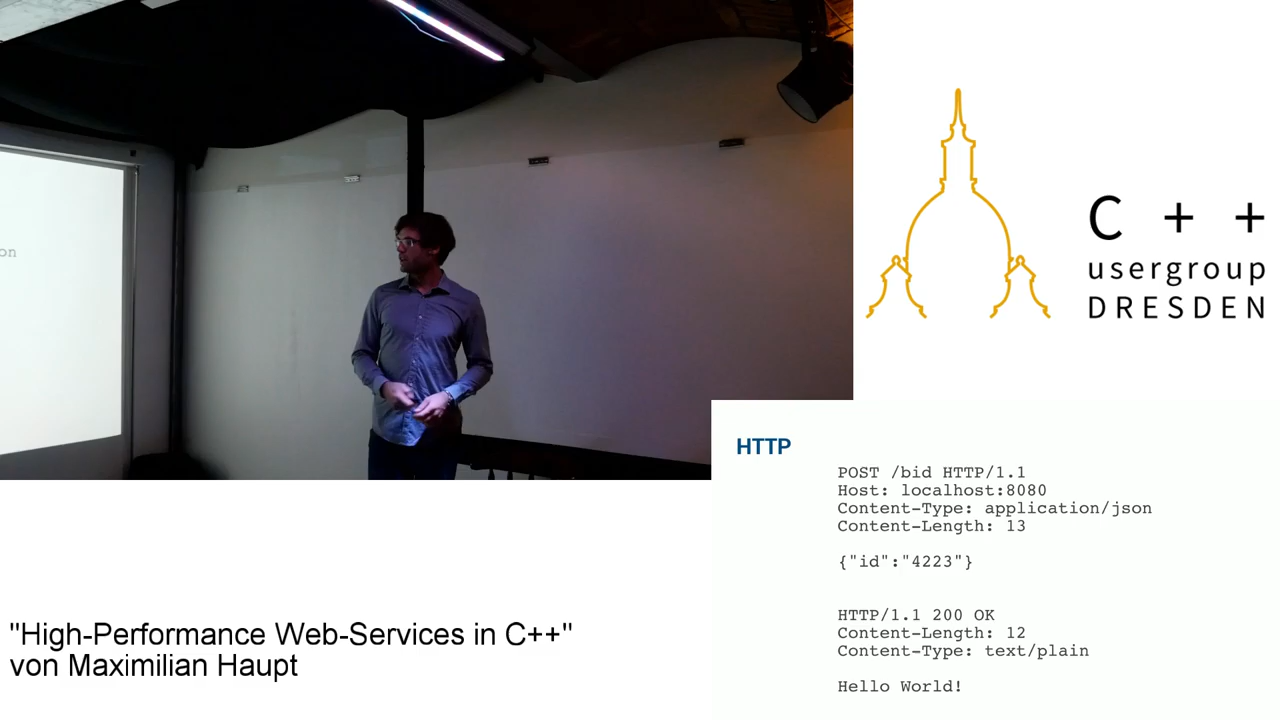 on
C++
usergroup
DRESDEN
HTTP
POST /bid HTTP/1.1
Host: localhost:8080
Content-Type: application/json
Content-Length: 13
{"id":"4223"}
HTTP/1.1 200 OK
Content-Length: 12
Content-Type: text/plain
Hello World!
"High-Performance Web-Services in C++"
von Maximilian Haupt